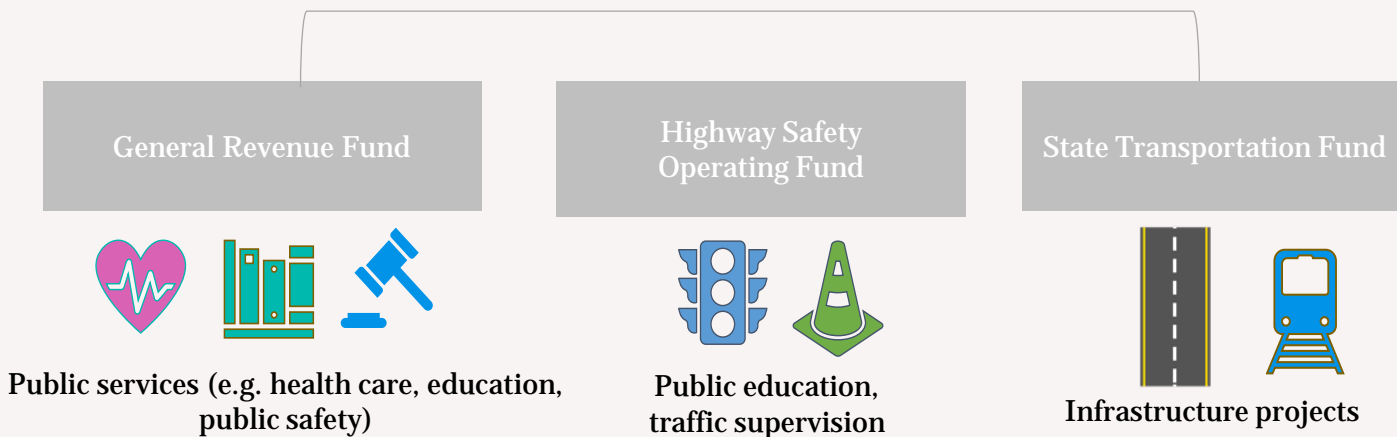 General Revenue Fund
Highway Safety
Operating Fund
State Transportation Fund
Public services (e.g. health care, education,
public safety)
Public education,
traffic supervision
Infrastructure projects